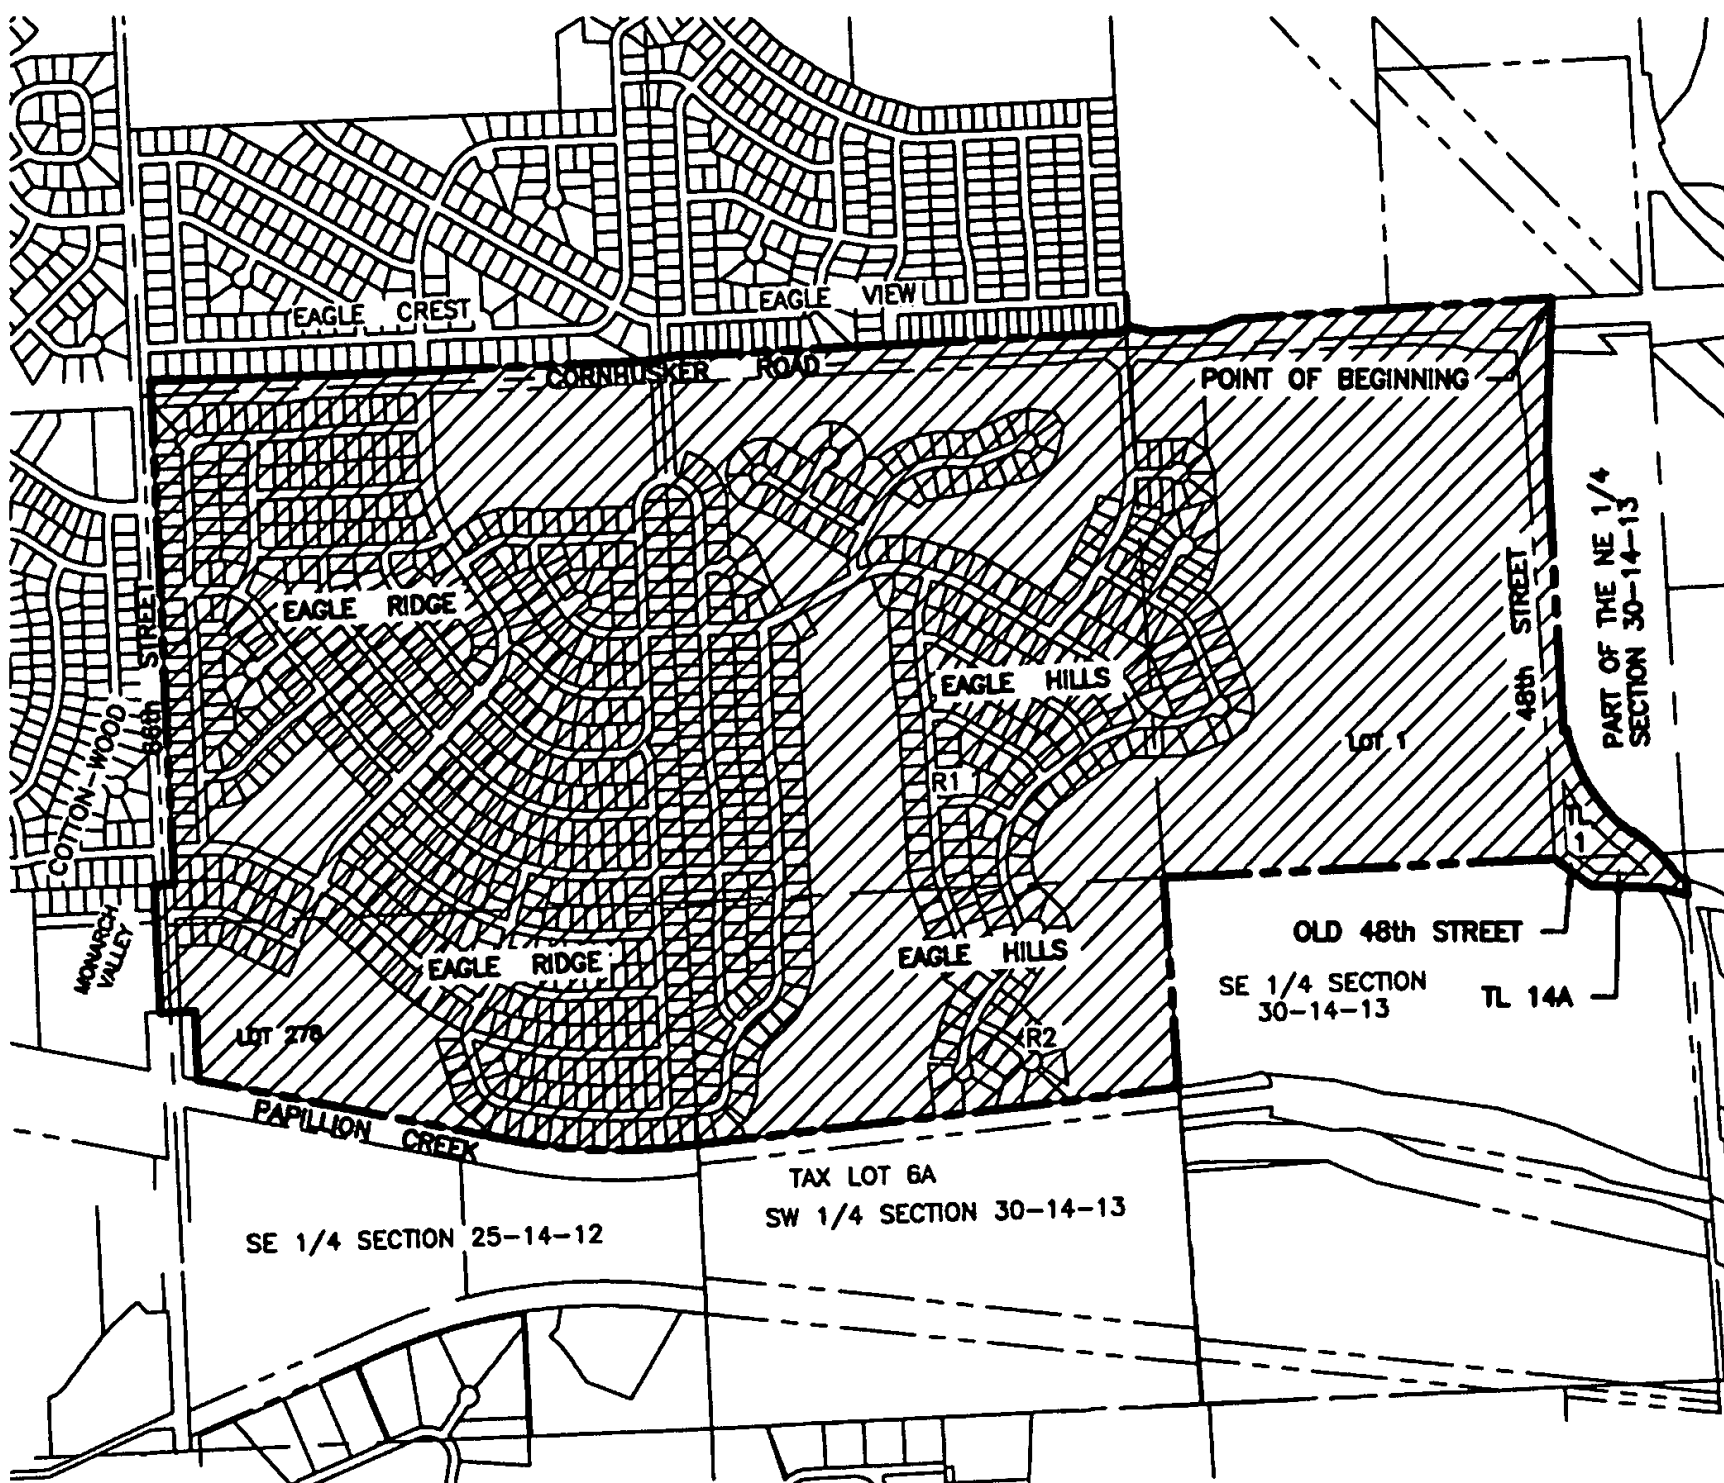 EAGLE CREST
EAGLE VIEW
CORNHUSKER ROAD
POINT OF BEGINNING
EAGLE RIDGE
STREET
48th STREET
PART OF THE NE 1/4
SECTION 30-14-13
EAGLE HILLS
COTTON-WOOD
LOT 1
R1
TL
1
MONARCH
VALLEY
EAGLE RIDGE
EAGLE HILLS
OLD 48th STREET
SE 1/4 SECTION
30-14-13
TL 14A
LOT 278
R2
PAPILLION CREEK
TAX LOT 6A
SW 1/4 SECTION 30-14-13
SE 1/4 SECTION 25-14-12